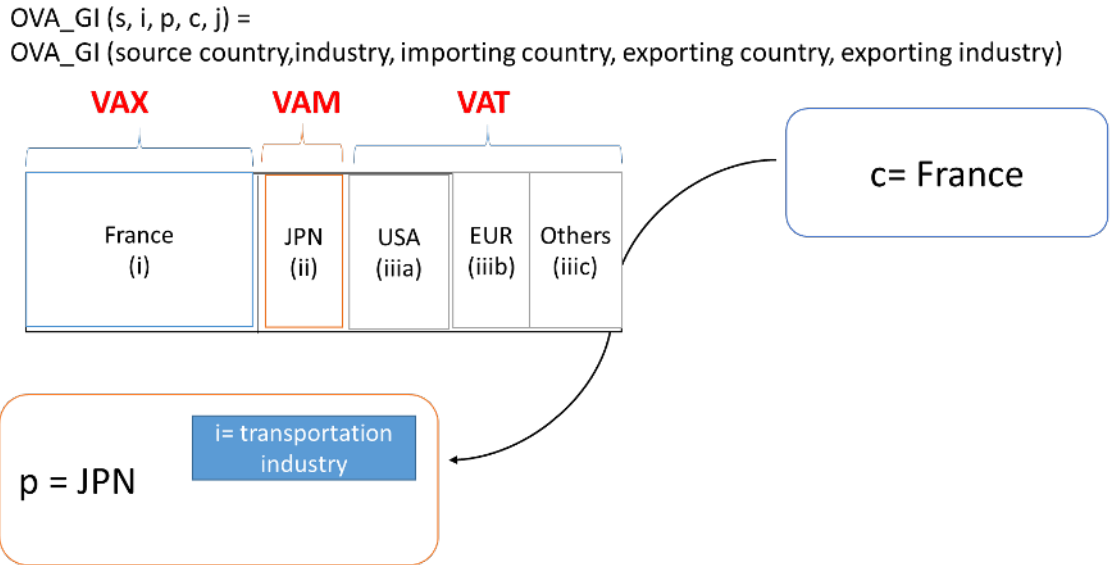 OVA_GI (s, i, p, c, j) =
OVA_GI (source country,industry, importing country, exporting country, exporting industry)
VAX VAM VAT
c= France
France
(i)
JPN
(ii)
USA
(iiia)
EUR
(iiib)
Others
(iiic)
i= transportation
industry
p = JPN